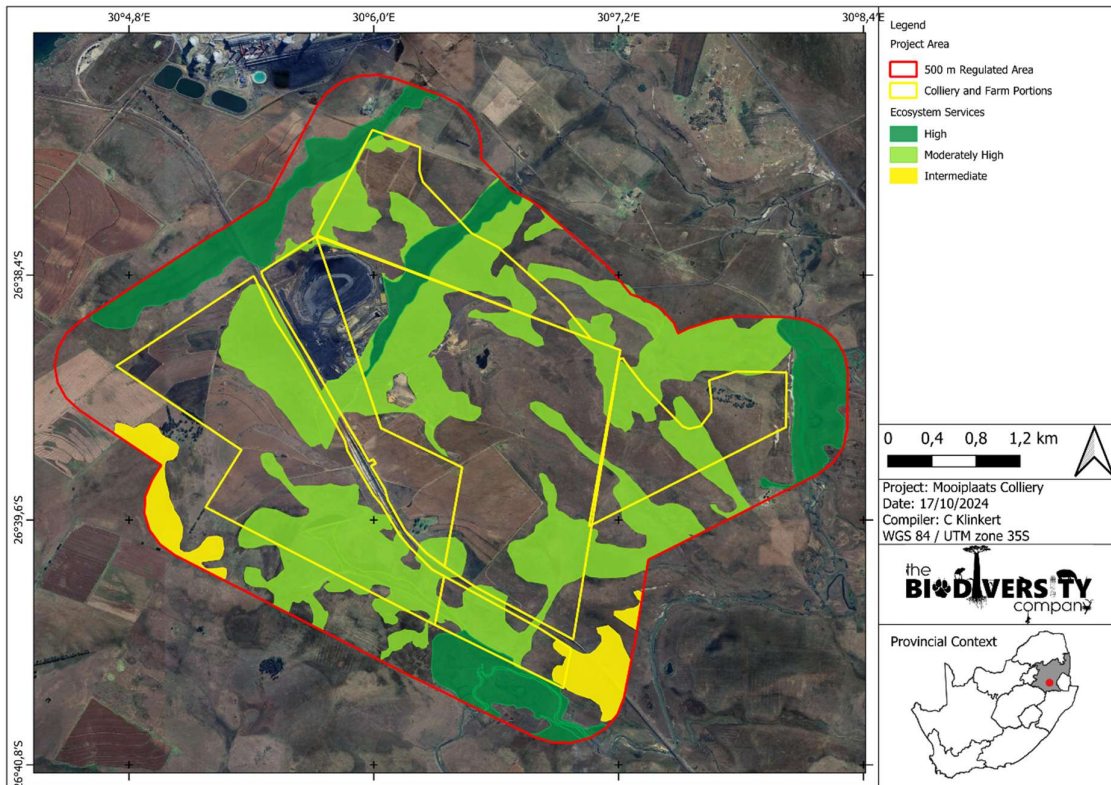 30°4,8'E 30°6,0'E 30°7,2'E 30°8,4'E
26°38,4'S
26°39,6'S
26°40,8'S
Legend
Project Area
500 m Regulated Area
Colliery and Farm Portions
Ecosystem Services
High
Moderately High
Intermediate
0 0,4 0,8 1,2 km
Project: Mooiplaats Colliery
Date: 17/10/2024
Compiler: C Klinkert
WGS 84 / UTM zone 35S
the
BIODIVERSITY
company
Provincial Context